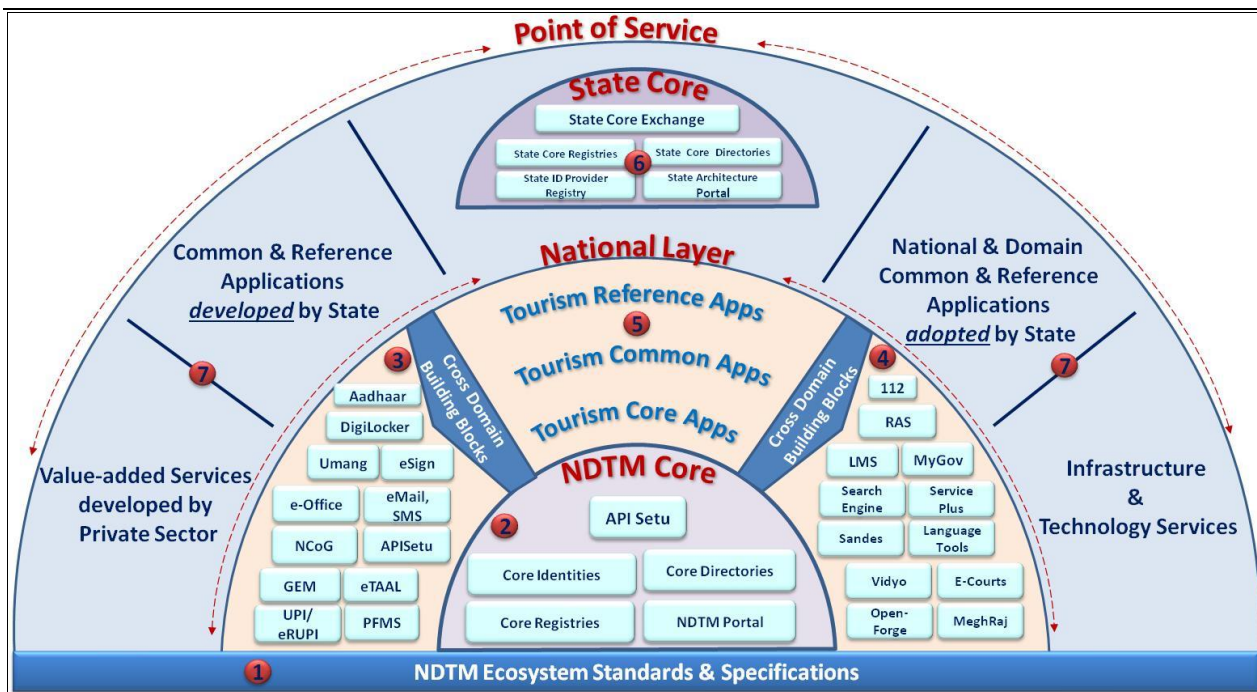 Point of Service
State Core
State Core Exchange
State Core Registries
State Core Directories
6
State ID Provider
Registry
State Architecture
Portal
Common & Reference
Applications
developed by State
National & Domain
Common & Reference
Applications
adopted by State
7
7
Value-added Services
developed by
Private Sector
Infrastructure
&
Technology Services
National Layer
Tourism Reference Apps
5
Tourism Common Apps
Tourism Core Apps
3
Cross Domain
Building Blocks
Aadhaar
DigiLocker
Umang
eSign
e-Office
eMail,
SMS
NCoG
APISetu
GEM
eTAAL
UPI/
eRUPI
PFMS
Cross Domain
Building Blocks
4
112
RAS
LMS
MyGov
Search
Engine
Service
Plus
Sandes
Language
Tools
Vidyo
E-Courts
Open-
Forge
MeghRaj
NDTM Core
2
API Setu
Core Identities
Core Directories
Core Registries
NDTM Portal
1
NDTM Ecosystem Standards & Specifications